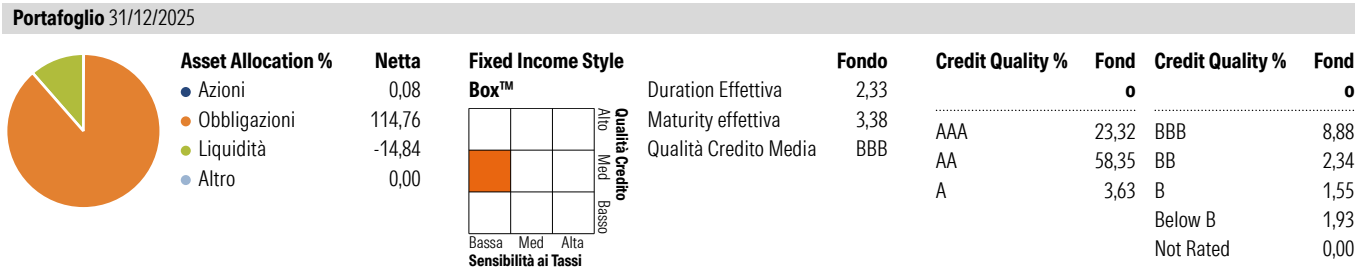 Portafoglio 31/12/2025
Asset Allocation % Netta
Azioni 0,08
Obbligazioni 114,76
Liquidità -14,84
Altro 0,00
Fixed Income Style
Box™
Alto
Med
Basso
Qualità Credito
Bassa Med Alta
Sensibilità ai Tassi
Fondo
Duration Effettiva 2,33
Maturity effettiva 3,38
Qualità Credito Media BBB
Credit Quality % Fond
o
AAA 23,32
AA 58,35
A 3,63
Credit Quality % Fond
o
BBB 8,88
BB 2,34
B 1,55
Below B 1,93
Not Rated 0,00